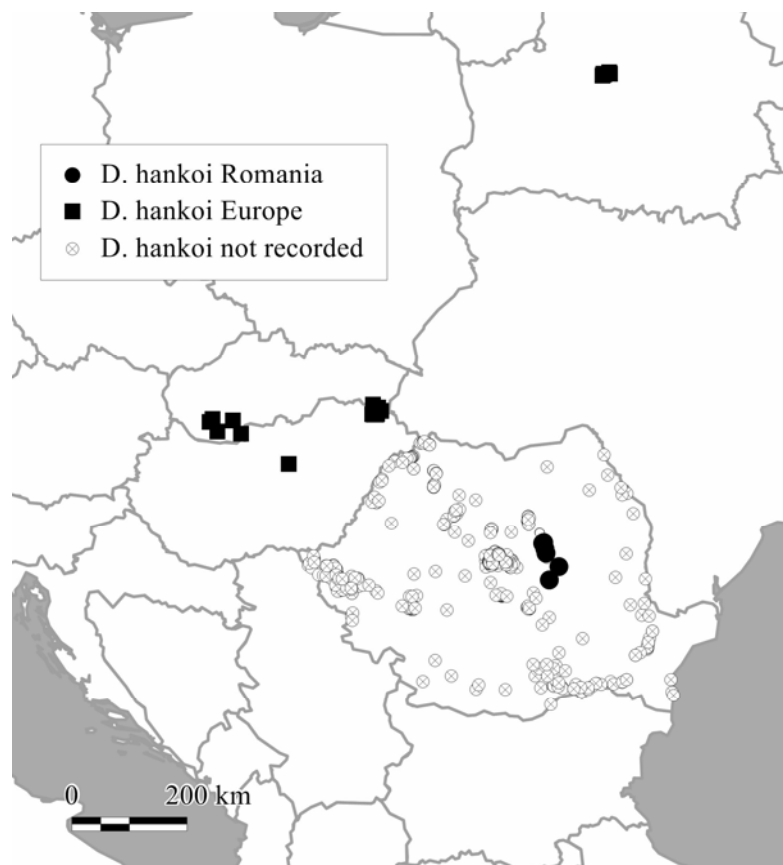 D. hankoi Romania
D. hankoi Europe
D. hankoi not recorded
0 200 km